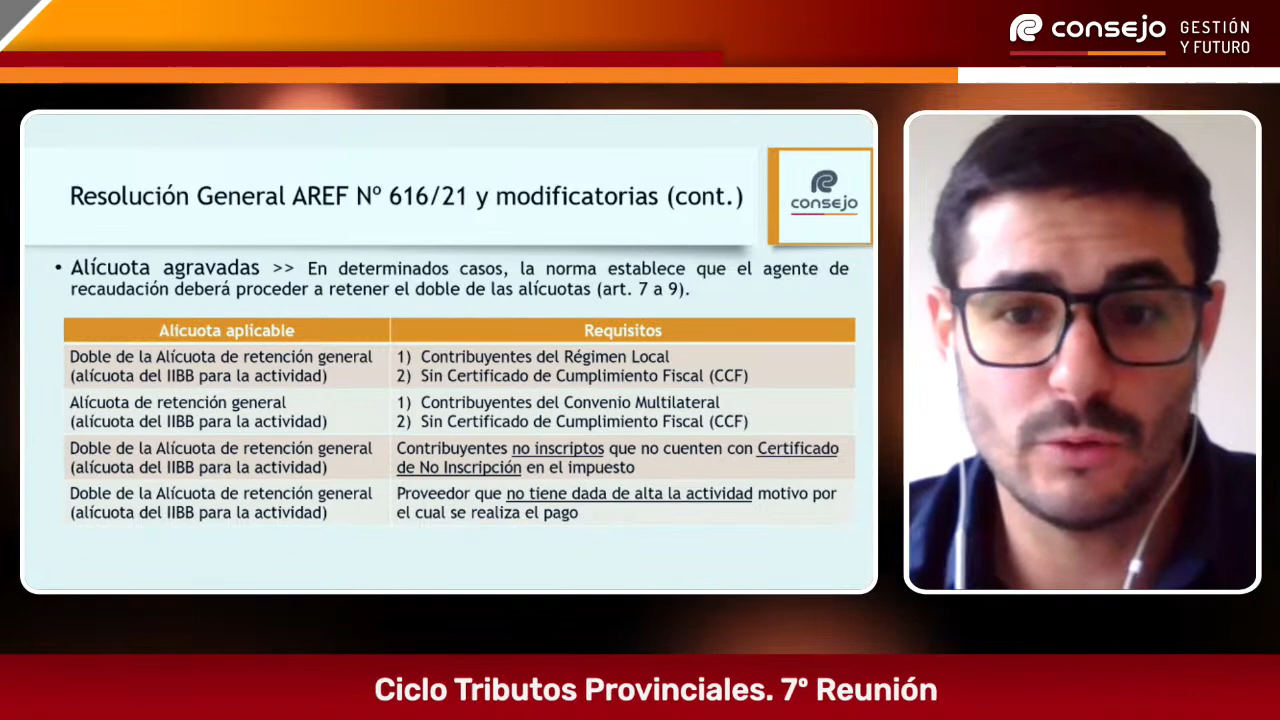 consejo
GESTIÓN
Y FUTURO
Resolución General AREF Nº 616/21 y modificatorias (cont.)
consejo
• Alícuota agravadas >> En determinados casos, la norma establece que el agente de
recaudación deberá proceder a retener el doble de las alícuotas (art. 7 a 9).
Alícuota aplicable
Requisitos
Doble de la Alícuota de retención general
(alícuota del IIBB para la actividad)
1) Contribuyentes del Régimen Local
2) Sin Certificado de Cumplimiento Fiscal (CCF)
Alícuota de retención general
(alícuota del IIBB para la actividad)
1) Contribuyentes del Convenio Multilateral
2) Sin Certificado de Cumplimiento Fiscal (CCF)
Doble de la Alícuota de retención general
(alícuota del IIBB para la actividad)
Contribuyentes no inscriptos que no cuenten con Certificado
de No Inscripción en el impuesto
Doble de la Alícuota de retención general
(alícuota del IIBB para la actividad)
Proveedor que no tiene dada de alta la actividad motivo por
el cual se realiza el pago
Ciclo Tributos Provinciales. 7º Reunión